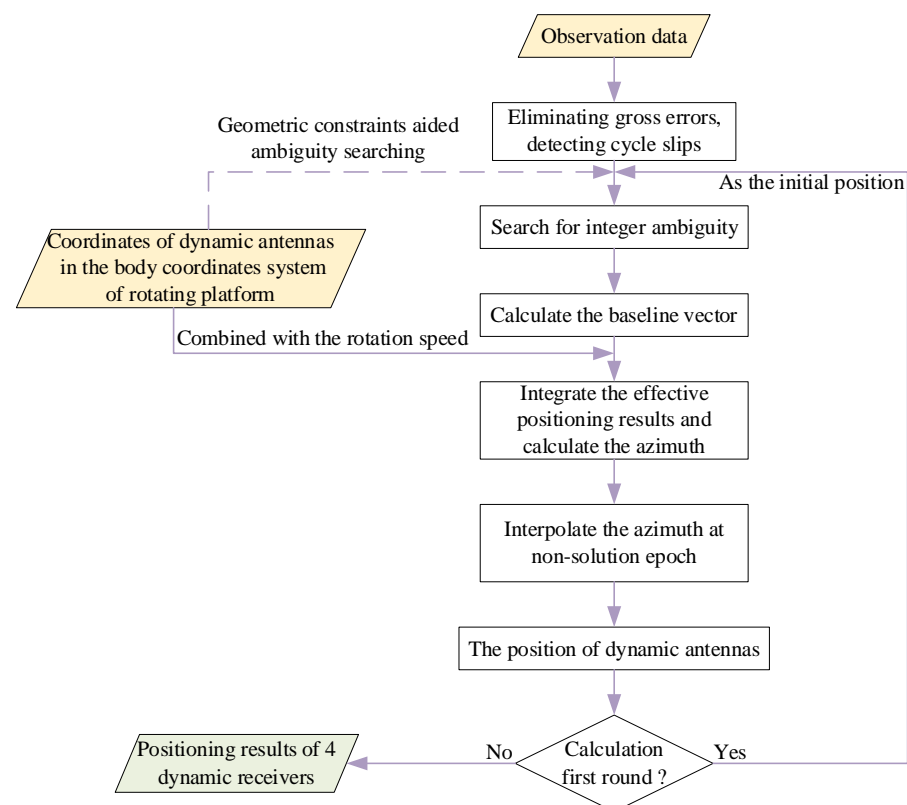 Observation data
Eliminating gross errors,
detecting cycle slips
Geometric constraints aided
ambiguity searching
As the initial position
Search for integer ambiguity
Coordinates of dynamic antennas
in the body coordinates system
of rotating platform
Calculate the baseline vector
Combined with the rotation speed
Integrate the effective
positioning results and
calculate the azimuth
Interpolate the azimuth at
non-solution epoch
The position of dynamic antennas
Calculation
first round ?
No
Yes
Positioning results of 4
dynamic receivers